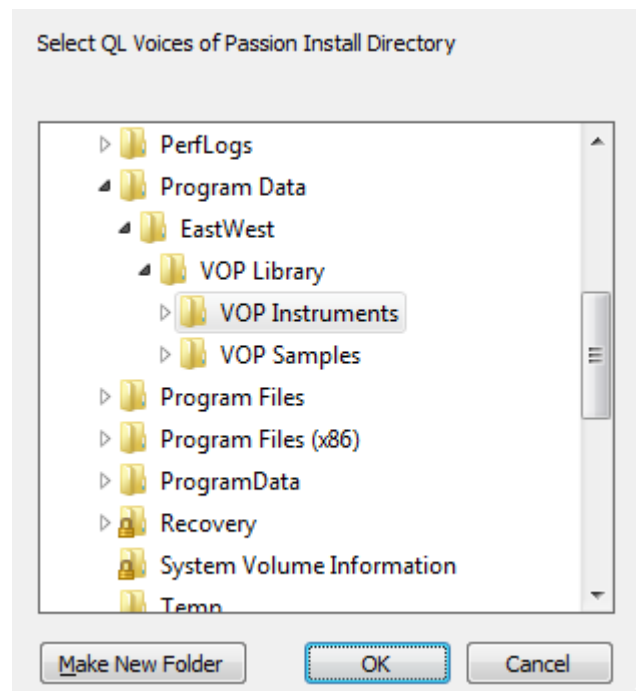 Select QL Voices of Passion Install Directory
PerfLogs
Program Data
EastWest
VOP Library
VOP Instruments
VOP Samples
Program Files
Program Files (x86)
ProgramData
Recovery
System Volume Information
Temp
Make New Folder OK Cancel